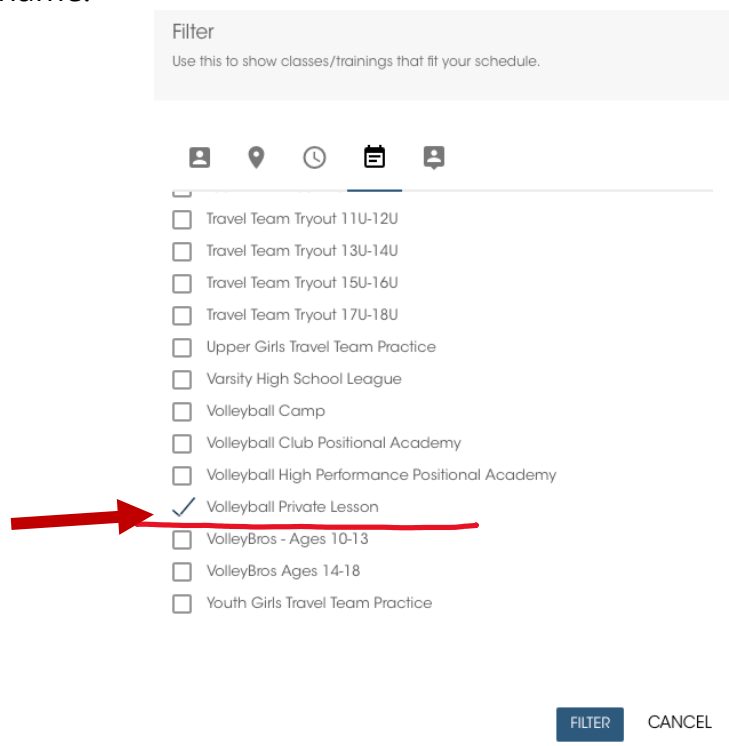 name.
Filter
Use this to show classes/trainings that fit your schedule.
Travel Team Tryout 11U-12U
Travel Team Tryout 13U-14U
Travel Team Tryout 15U-16U
Travel Team Tryout 17U-18U
Upper Girls Travel Team Practice
Varsity High School League
Volleyball Camp
Volleyball Club Positional Academy
Volleyball High Performance Positional Academy
Volleyball Private Lesson
VolleyBros - Ages 10-13
VolleyBros Ages 14-18
Youth Girls Travel Team Practice
FILTER CANCEL